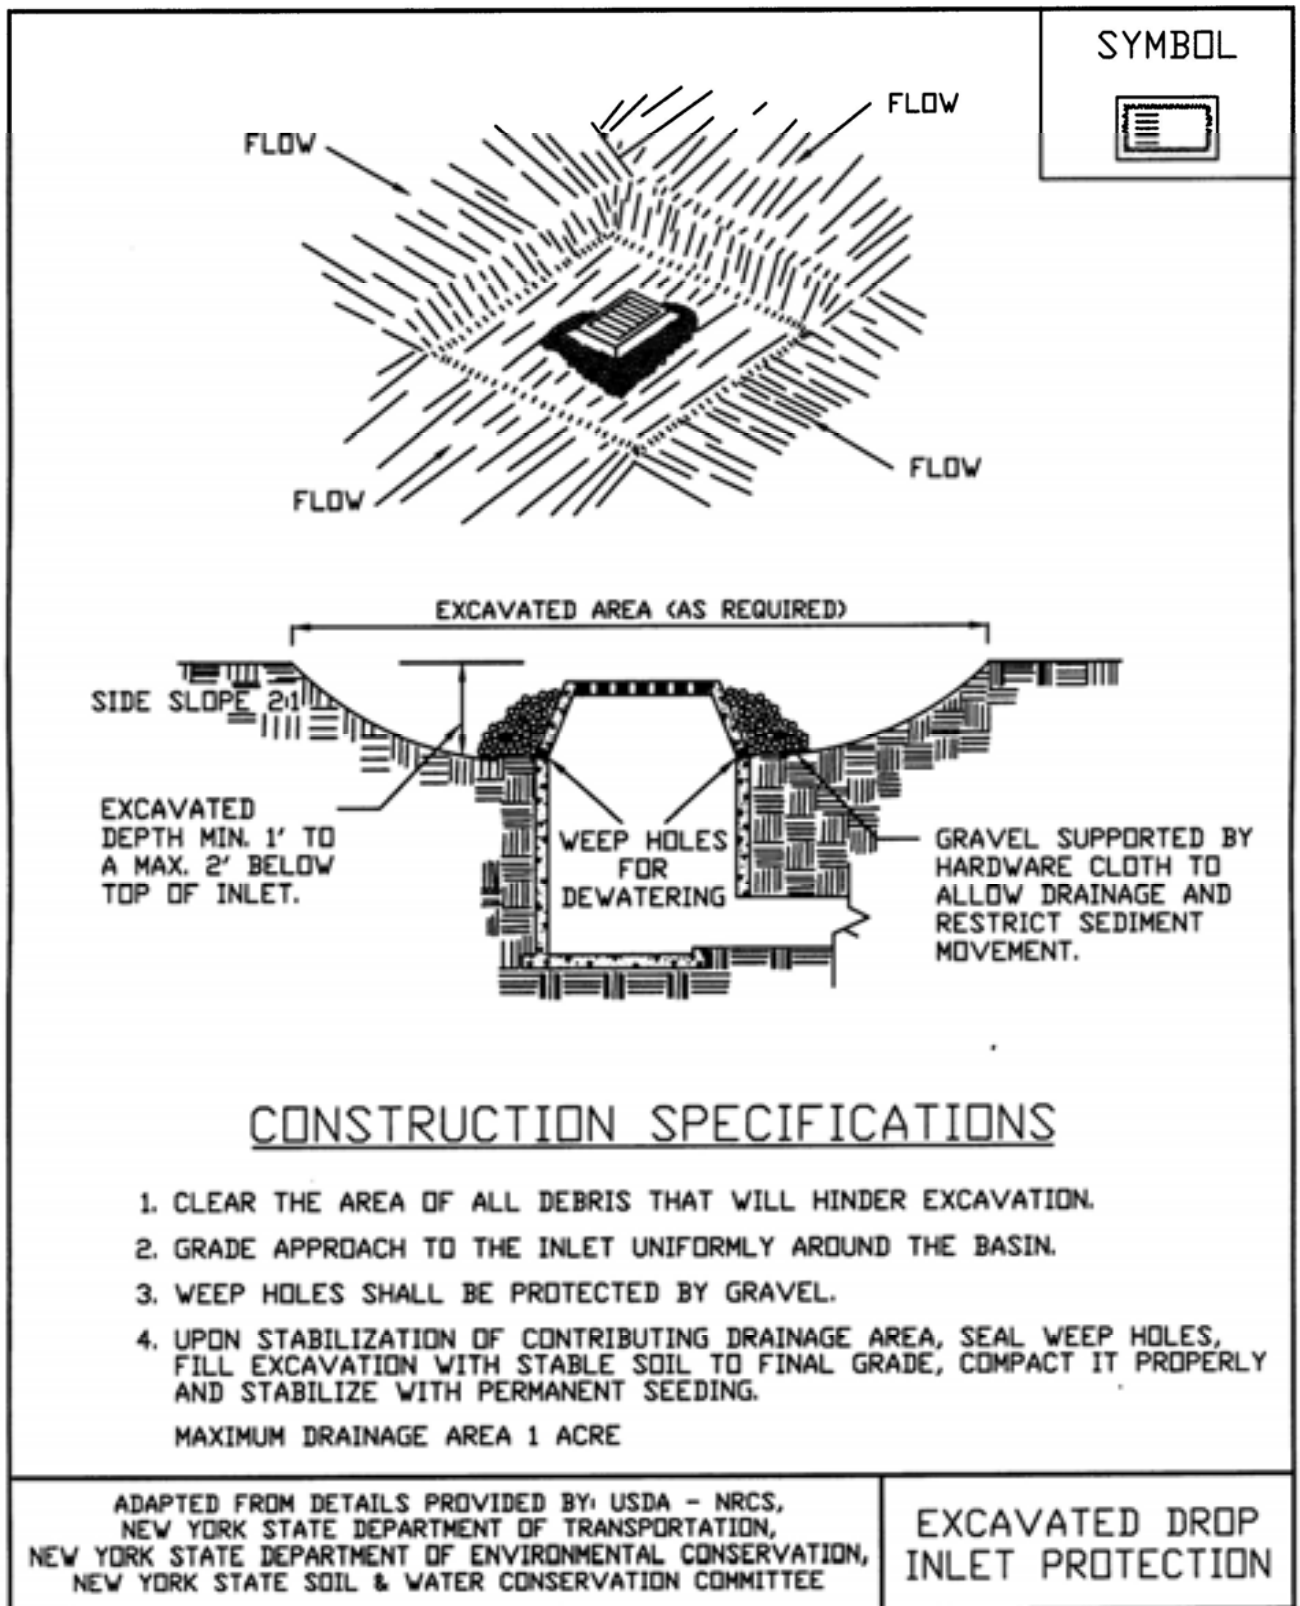 SYMBOL
FLOW
FLOW
FLOW
FLOW
EXCAVATED AREA (AS REQUIRED)
SIDE SLOPE 2:1
EXCAVATED
DEPTH MIN. 1' TO
A MAX. 2' BELOW
TOP OF INLET.
WEEP HOLES
FOR
DEWATERING
GRAVEL SUPPORTED BY
HARDWARE CLOTH TO
ALLOW DRAINAGE AND
RESTRICT SEDIMENT
MOVEMENT.
CONSTRUCTION SPECIFICATIONS
1. CLEAR THE AREA OF ALL DEBRIS THAT WILL HINDER EXCAVATION.
2. GRADE APPROACH TO THE INLET UNIFORMLY AROUND THE BASIN.
3. WEEP HOLES SHALL BE PROTECTED BY GRAVEL.
4. UPON STABILIZATION OF CONTRIBUTING DRAINAGE AREA, SEAL WEEP HOLES,
FILL EXCAVATION WITH STABLE SOIL TO FINAL GRADE, COMPACT IT PROPERLY
AND STABILIZE WITH PERMANENT SEEDING.
MAXIMUM DRAINAGE AREA 1 ACRE
ADAPTED FROM DETAILS PROVIDED BY: USDA - NRCS,
NEW YORK STATE DEPARTMENT OF TRANSPORTATION,
NEW YORK STATE DEPARTMENT OF ENVIRONMENTAL CONSERVATION,
NEW YORK STATE SOIL & WATER CONSERVATION COMMITTEE
EXCAVATED DROP
INLET PROTECTION